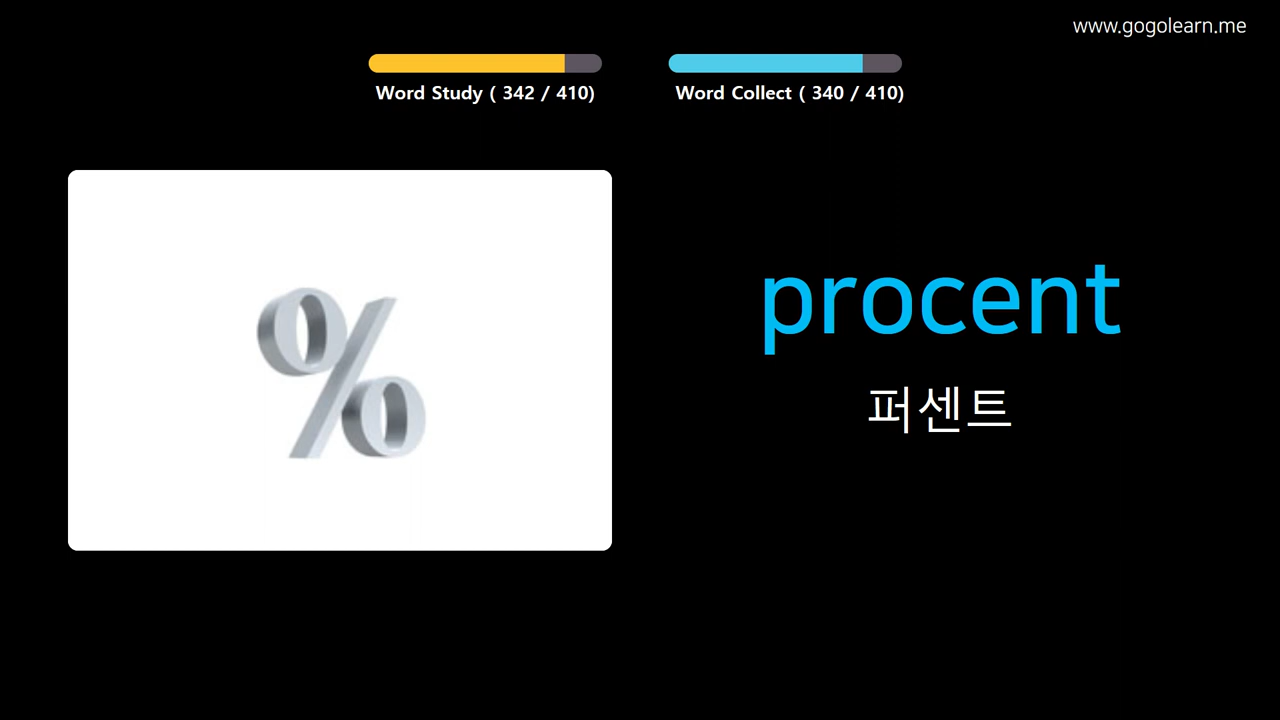 www.gogolearn.me
Word Study ( 342 / 410)
Word Collect ( 340 / 410)
%
procent
퍼센트